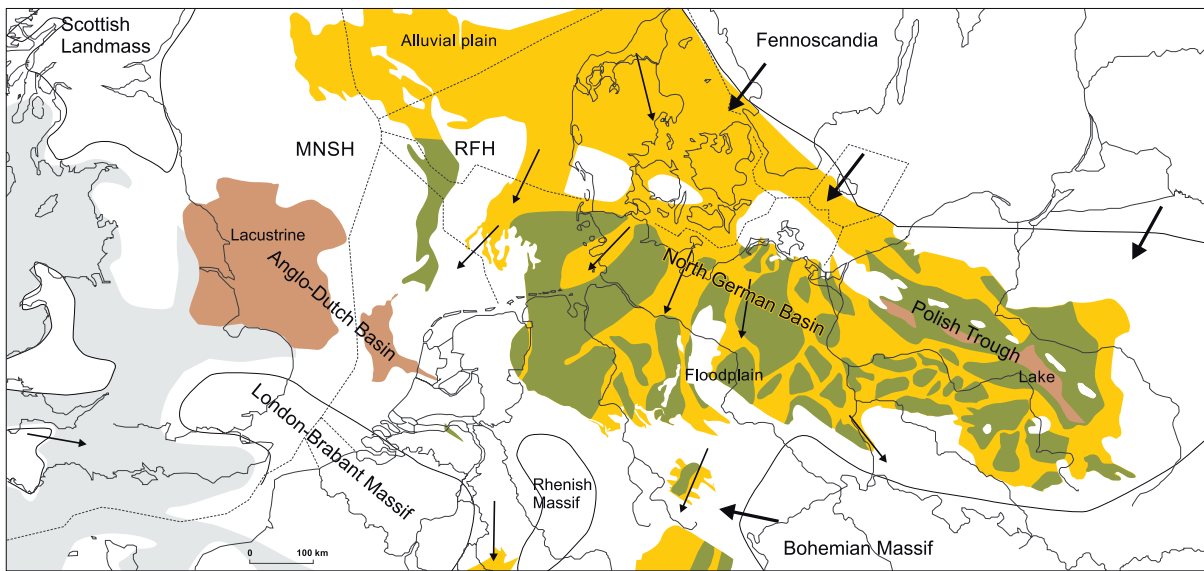 Scottish
Landmass
Alluvial plain
Fennoscandia
MNSH
RFH
Lacustrine
Anglo-Dutch Basin
North German Basin
Polish Trough
Lake
Floodplain
London-Brabant Massif
Rhenish
Massif
Bohemian Massif
0 100 km